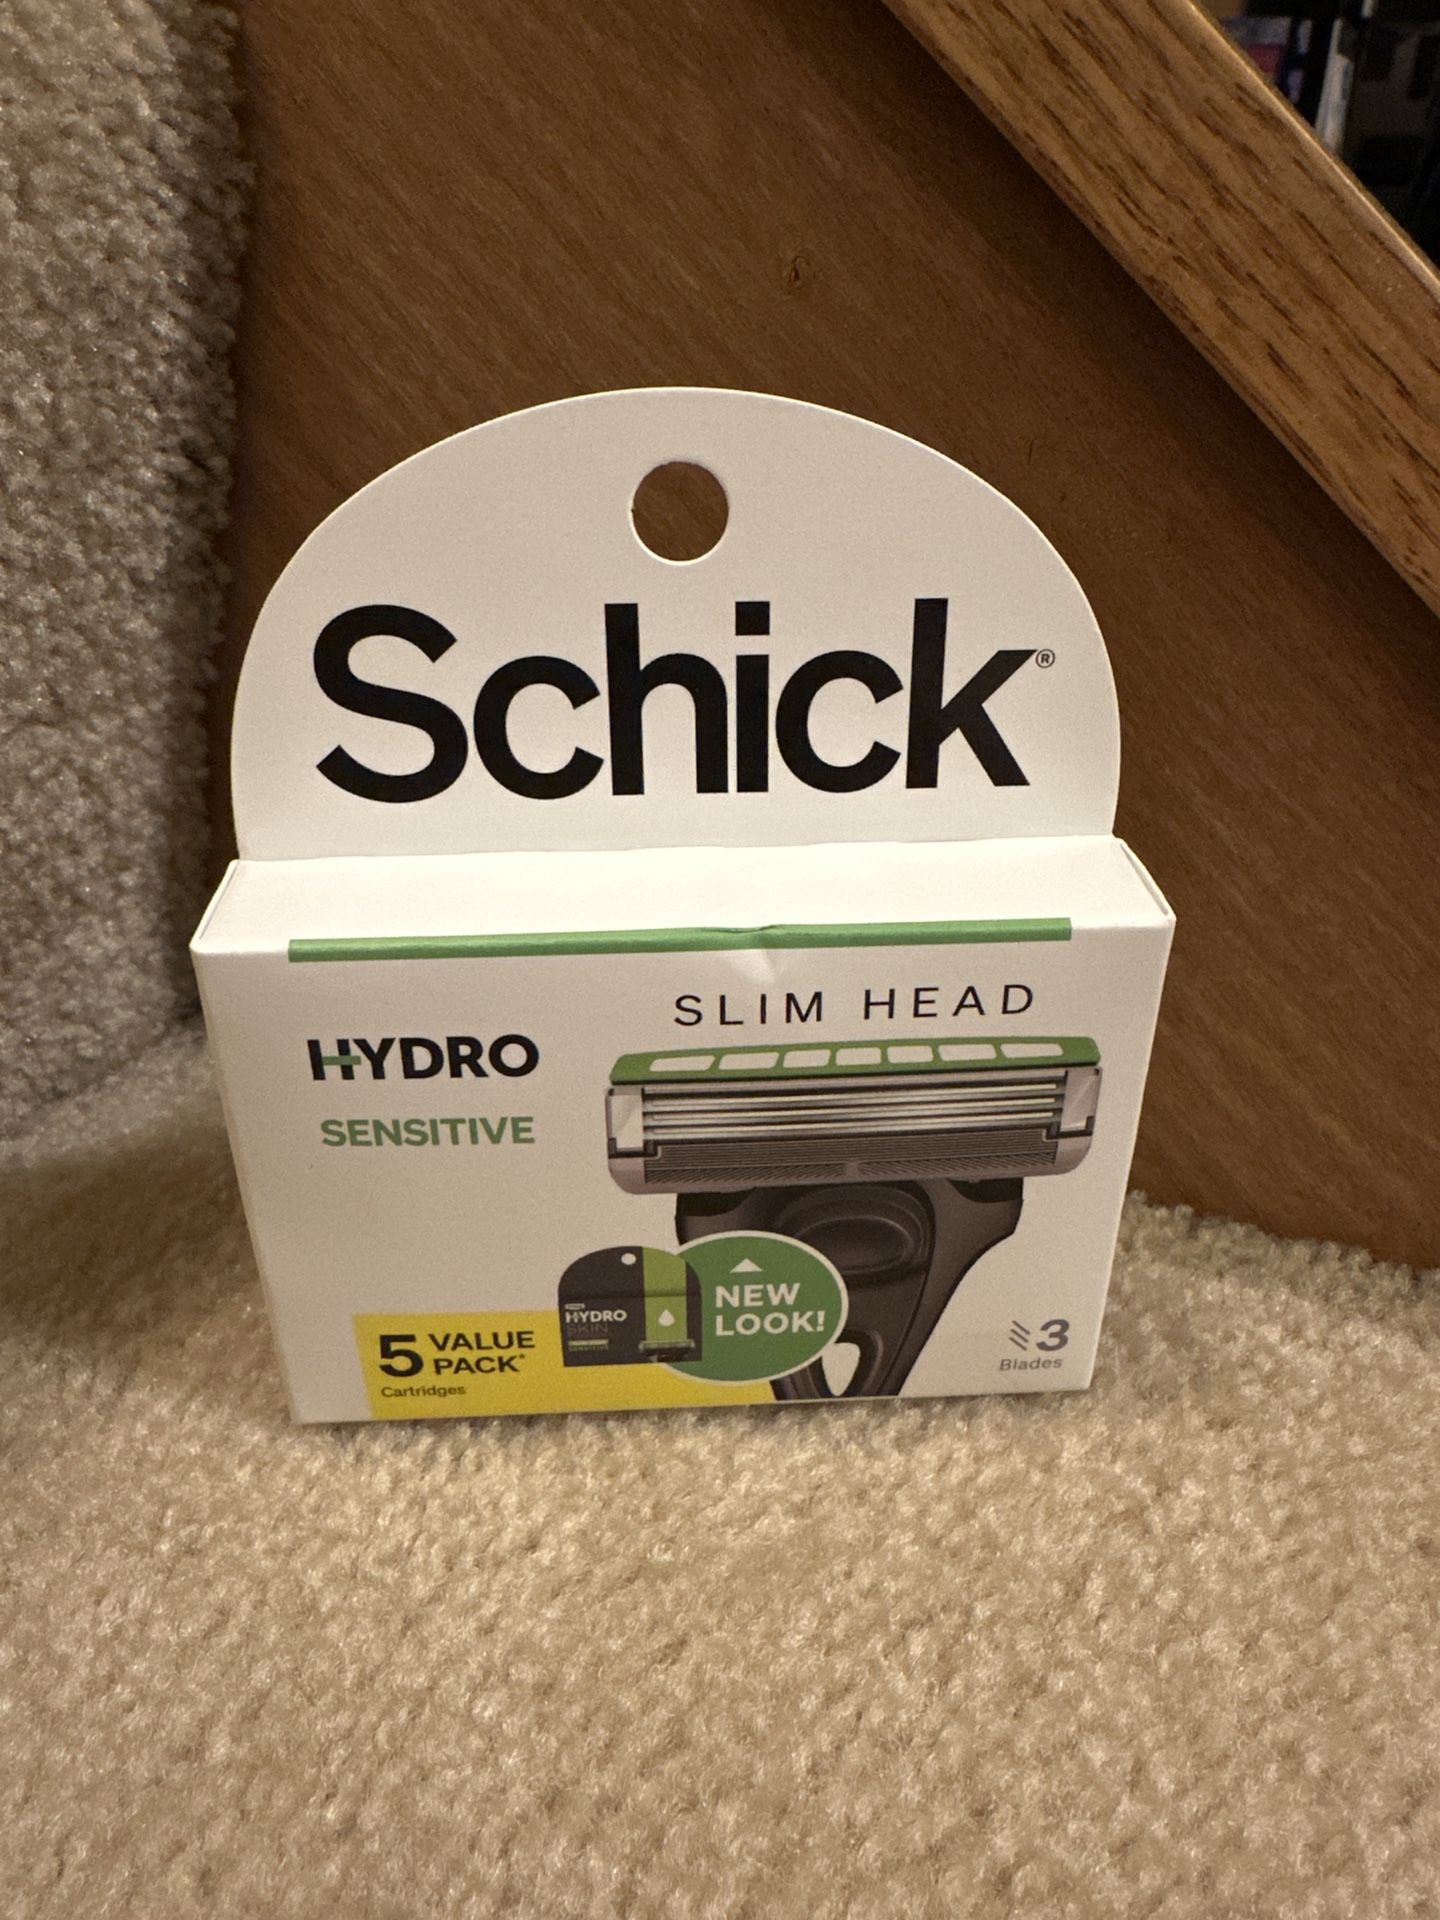 Schick®
SLIM HEAD
HYDRO
SENSITIVE
NEW
LOOK!
HYDRO
SKIN
SENSITIVE
5 VALUE
PACK*
Cartridges
3
Blades